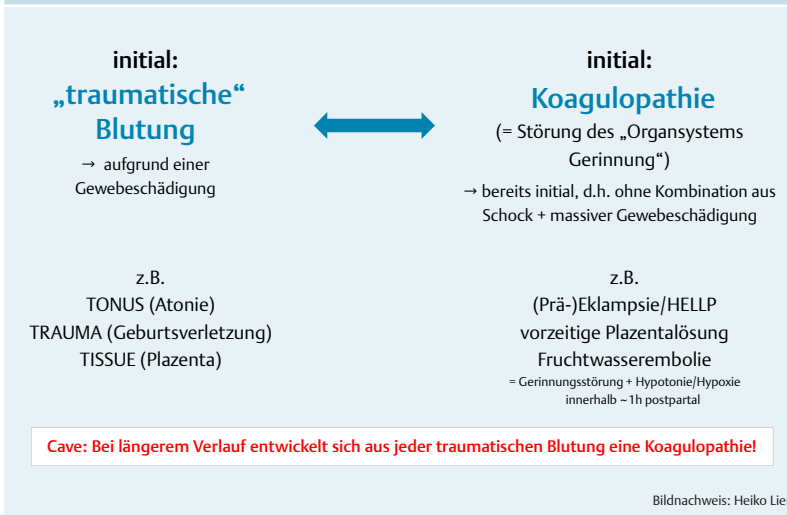 initial:
„traumatische“
Blutung
→ aufgrund einer
Gewebeschädigung
z.B.
TONUS (Atonie)
TRAUMA (Geburtsverletzung)
TISSUE (Plazenta)
initial:
Koagulopathie
(= Störung des „Organsystems
Gerinnung“)
→ bereits initial, d.h. ohne Kombination aus
Schock + massiver Gewebeschädigung
z.B.
(Prä-)Eklampsie/HELLP
vorzeitige Plazentalösung
Fruchtwasserembolie
= Gerinnungsstörung + Hypotonie/Hypoxie
innerhalb ~1h postpartal
Cave: Bei längerem Verlauf entwickelt sich aus jeder traumatischen Blutung eine Koagulopathie!
Bildnachweis: Heiko